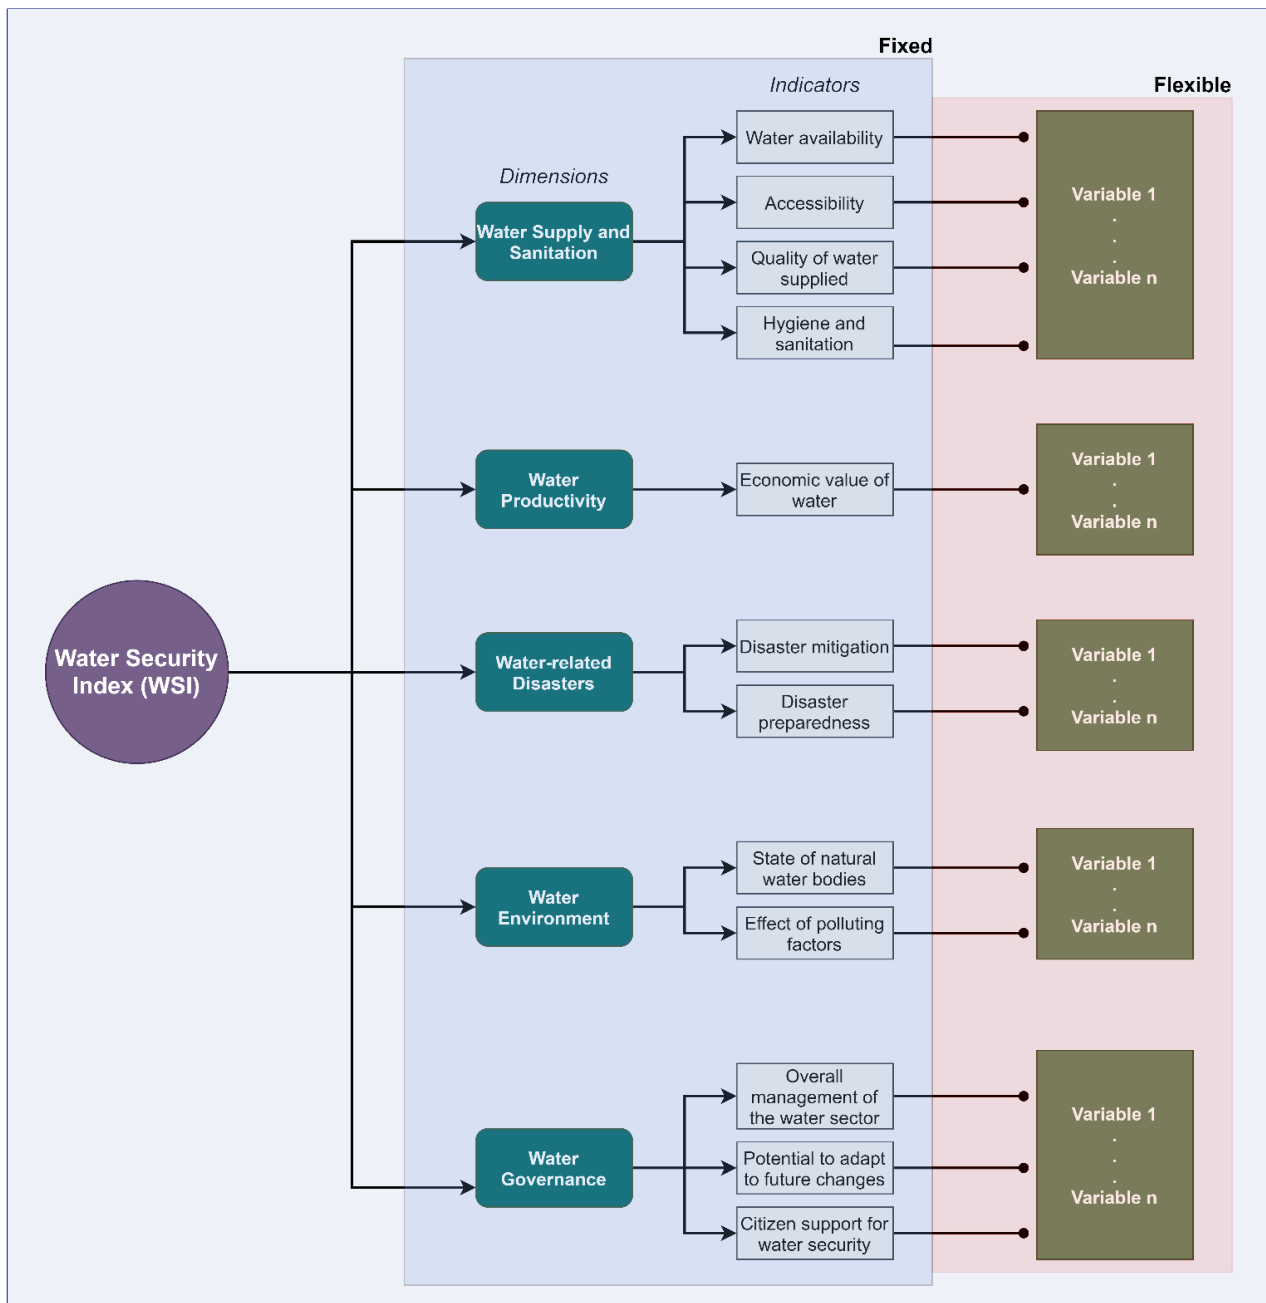 Fixed
Flexible
Indicators
Dimensions
Water Security
Index (WSI)
Water Supply and
Sanitation
Water availability
Accessibility
Quality of water
supplied
Hygiene and
sanitation
Variable 1
.
.
.
Variable n
Water
Productivity
Economic value of
water
Variable 1
.
.
Variable n
Water-related
Disasters
Disaster mitigation
Disaster
preparedness
Variable 1
.
.
Variable n
Water
Environment
State of natural
water bodies
Effect of polluting
factors
Variable 1
.
.
Variable n
Water
Governance
Overall
management of
the water sector
Potential to adapt
to future changes
Citizen support for
water security
Variable 1
.
.
.
Variable n